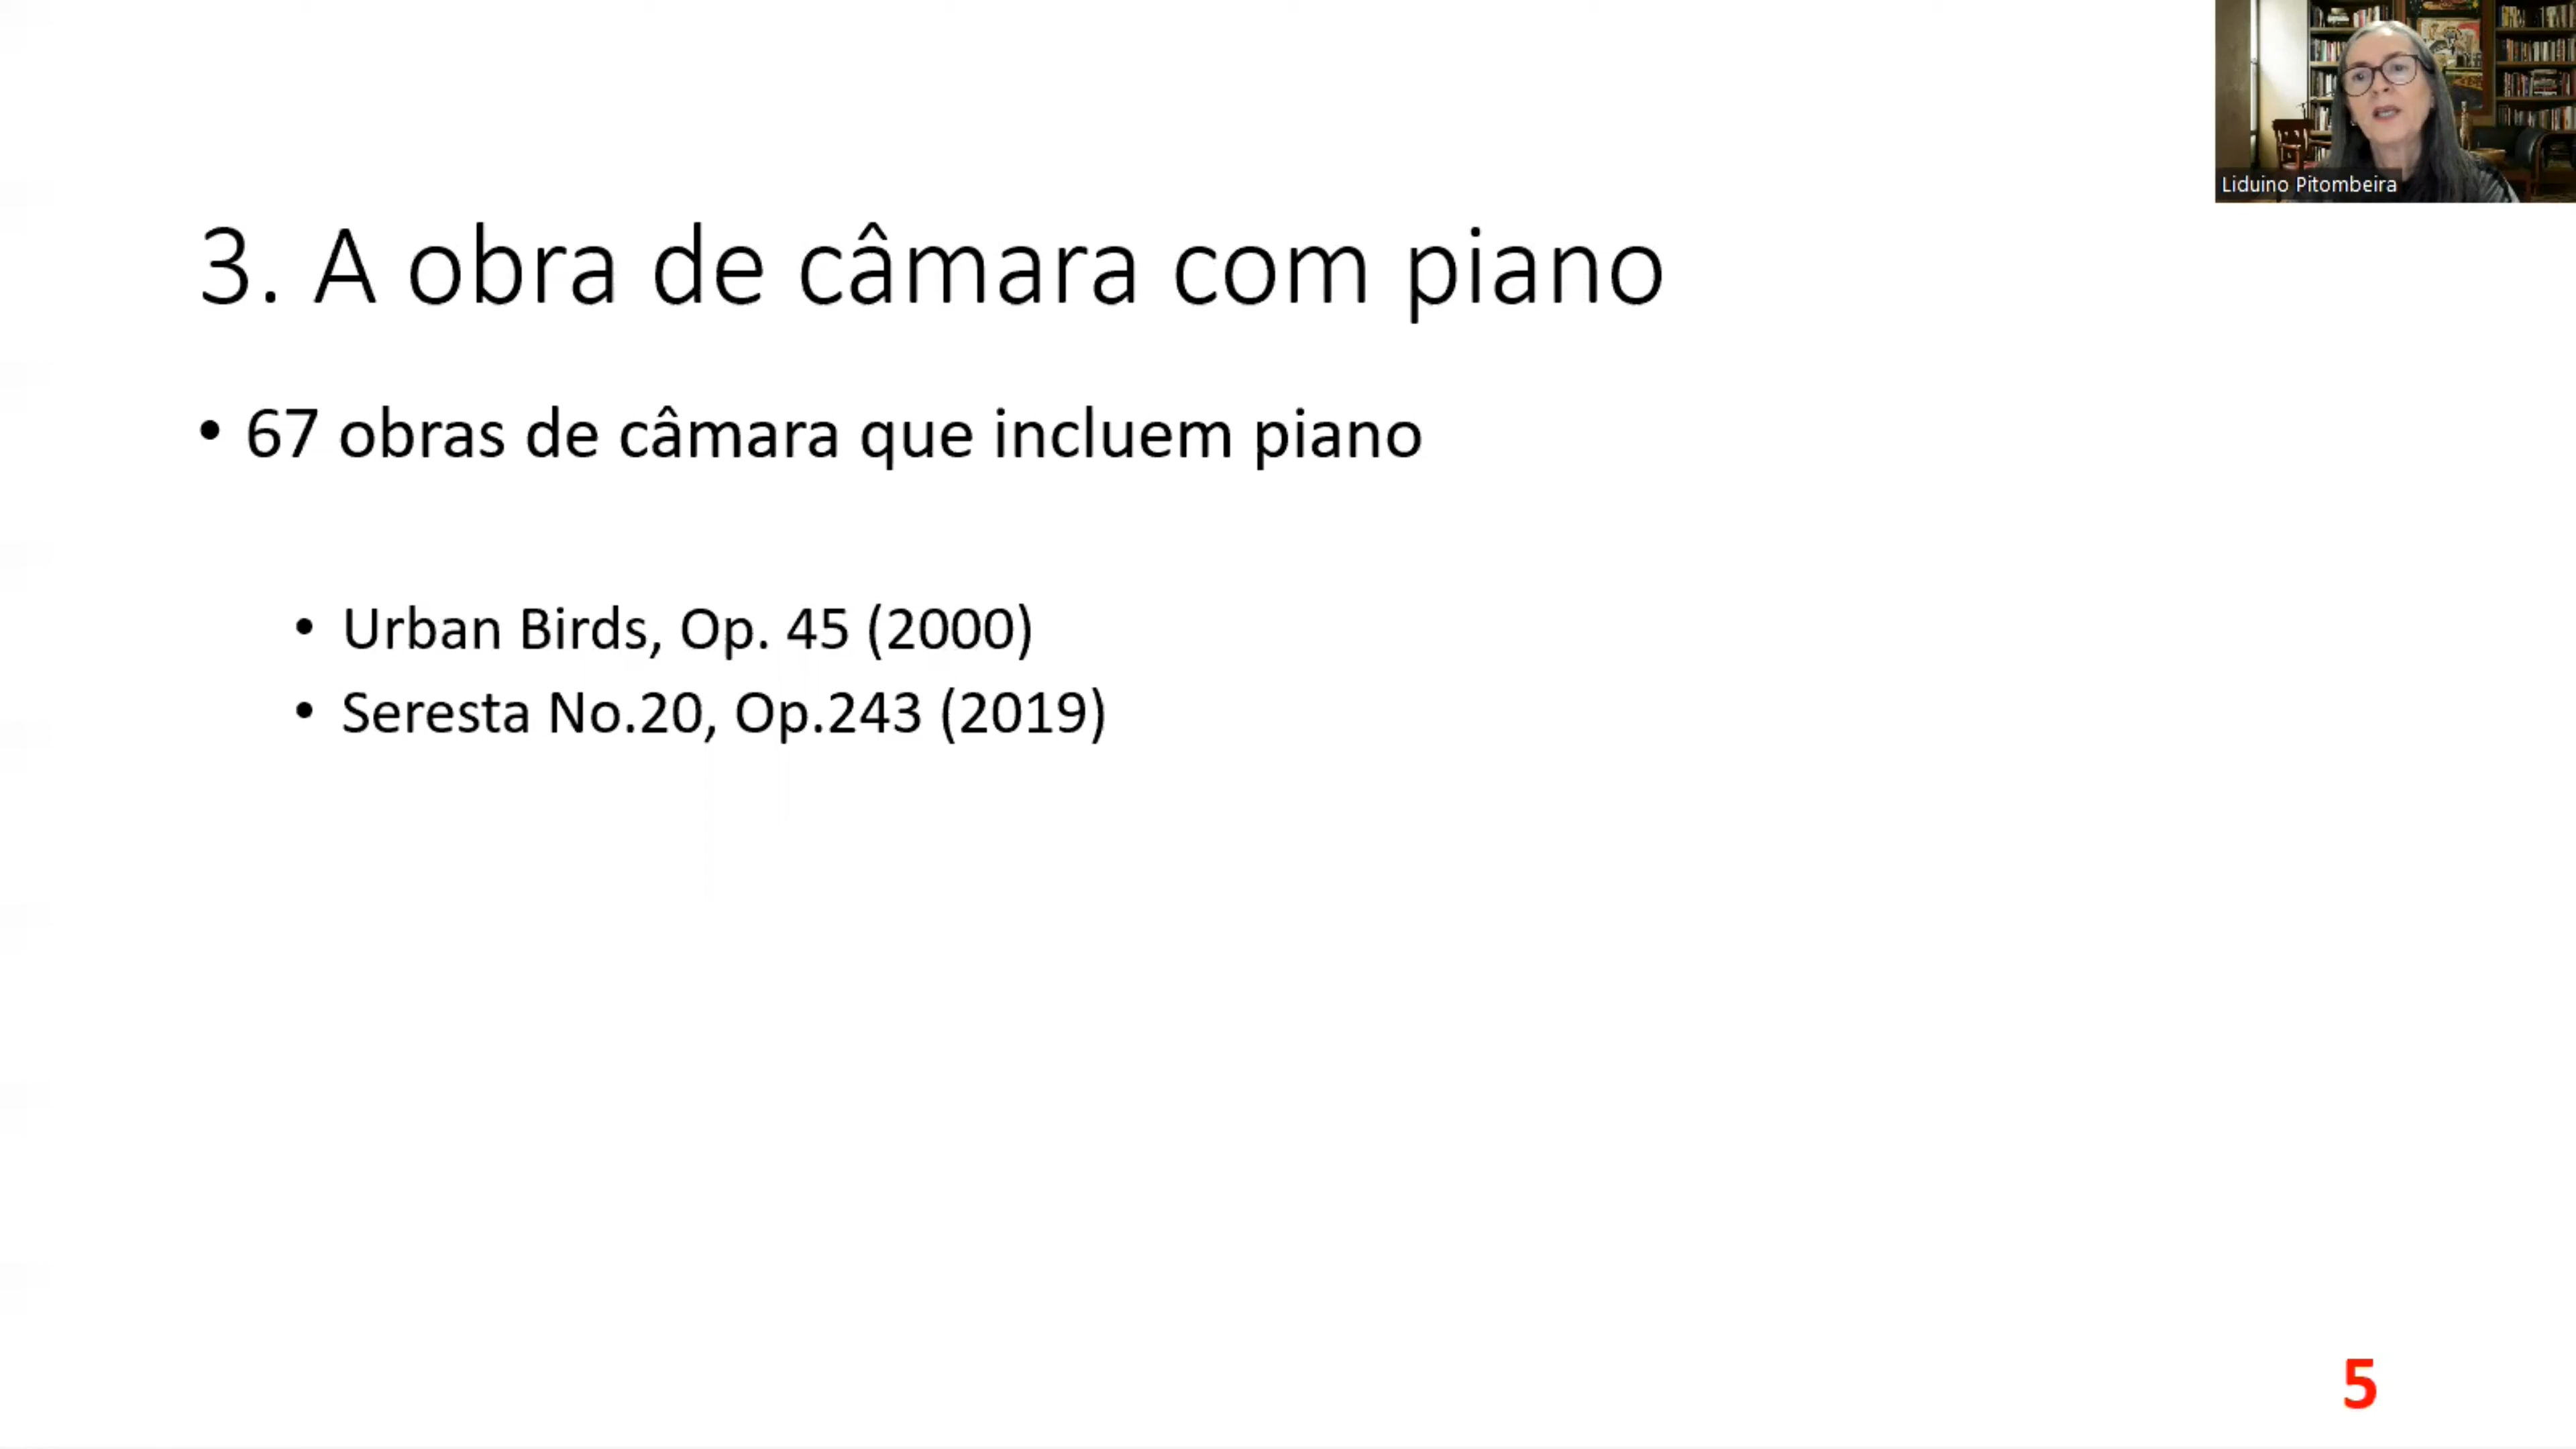 Liduino Pitombeira
3. A obra de câmara com piano
• 67 obras de câmara que incluem piano
• Urban Birds, Op. 45 (2000)
• Seresta No.20, Op.243 (2019)
5